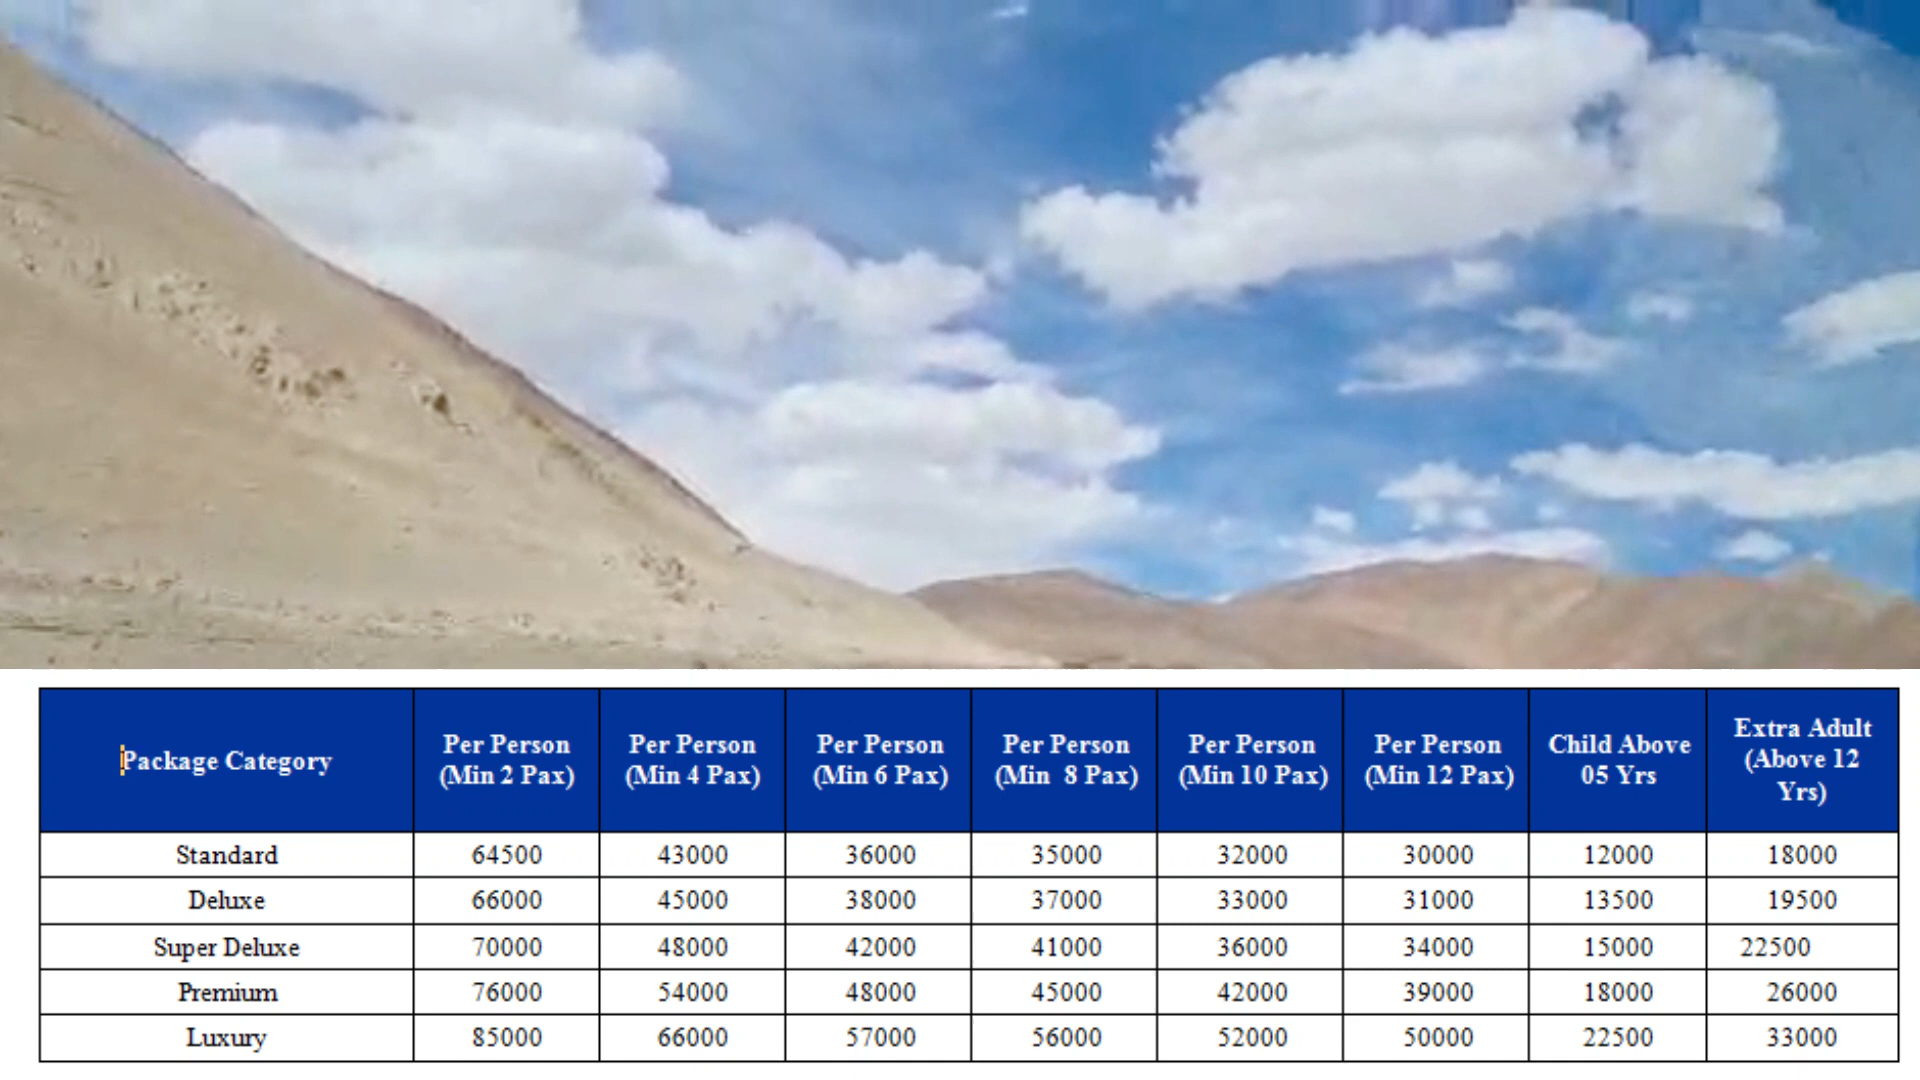 Package Category Per Person (Min 2 Pax) Per Person (Min 4 Pax) Per Person (Min 6 Pax) Per Person (Min 8 Pax) Per Person (Min 10 Pax) Per Person (Min 12 Pax) Child Above 05 Yrs Extra Adult (Above 12 Yrs)
Standard 64500 43000 36000 35000 32000 30000 12000 18000
Deluxe 66000 45000 38000 37000 33000 31000 13500 19500
Super Deluxe 70000 48000 42000 41000 36000 34000 15000 22500
Premium 76000 54000 48000 45000 42000 39000 18000 26000
Luxury 85000 66000 57000 56000 52000 50000 22500 33000